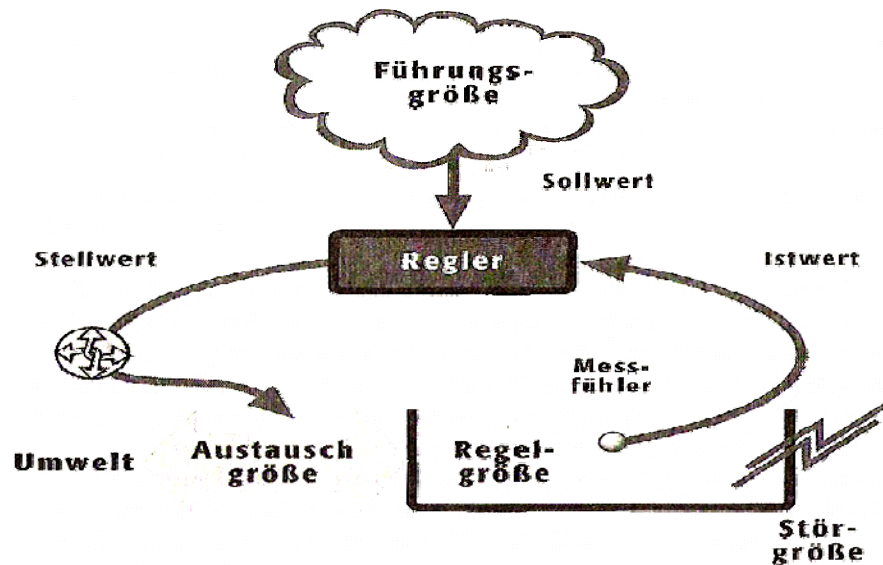 Führungs-
größe
Sollwert
Stellwert
Regler
Istwert
Mess-
fühler
Umwelt
Austausch
größe
Regel-
größe
Stör-
größe